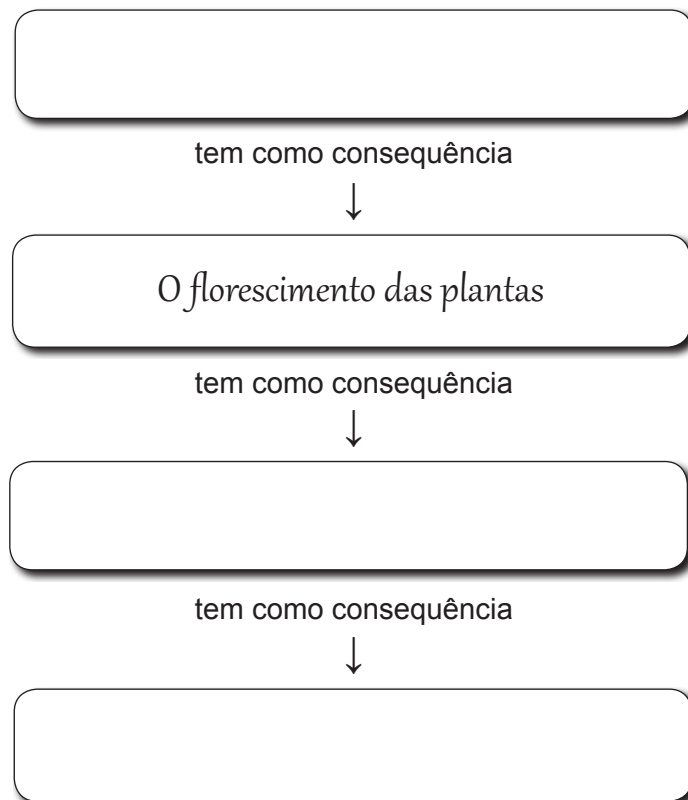 tem como consequência
↓
O florescimento das plantas
tem como consequência
↓
tem como consequência
↓